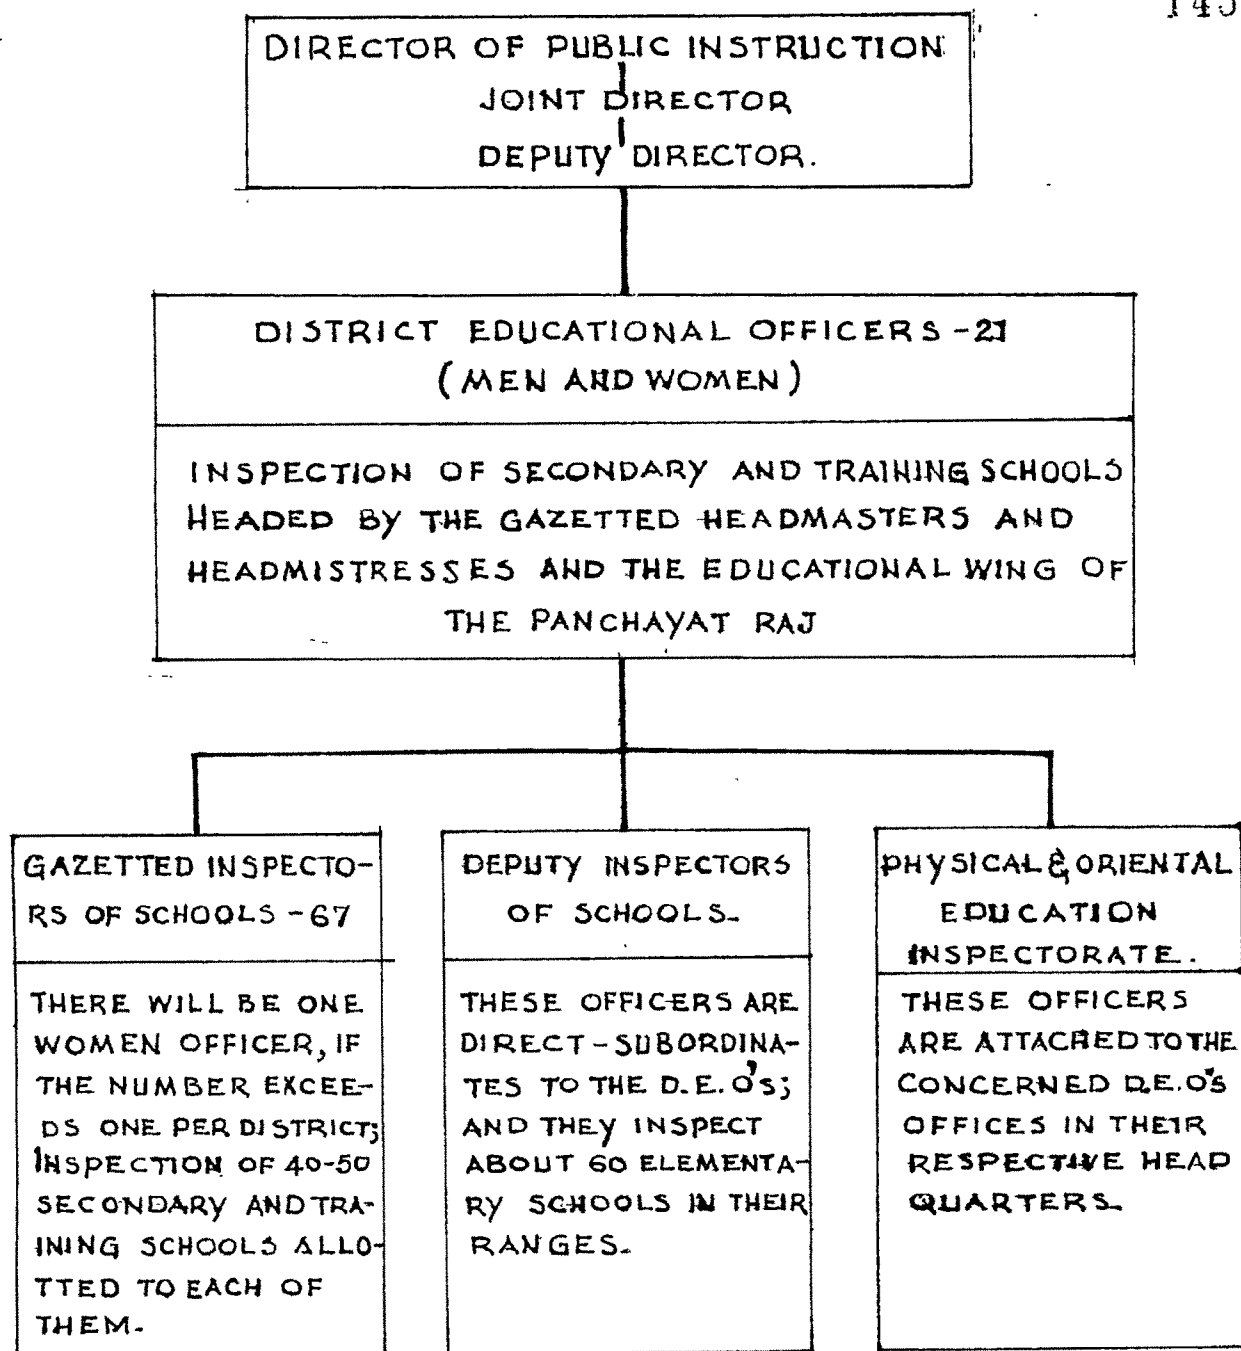 145
DIRECTOR OF PUBLIC INSTRUCTION
JOINT DIRECTOR
DEPUTY DIRECTOR.
DISTRICT EDUCATIONAL OFFICERS -21
(MEN AND WOMEN)
INSPECTION OF SECONDARY AND TRAINING SCHOOLS
HEADED BY THE GAZETTED HEADMASTERS AND
HEADMISTRESSES AND THE EDUCATIONAL WING OF
THE PANCHAYAT RAJ
GAZETTED INSPECTO-
RS OF SCHOOLS -67
THERE WILL BE ONE
WOMEN OFFICER, IF
THE NUMBER EXCEE-
DS ONE PER DISTRICT;
INSPECTION OF 40-50
SECONDARY AND TRA-
INING SCHOOLS ALLO-
TTED TO EACH OF
THEM.
DEPUTY INSPECTORS
OF SCHOOLS.
THESE OFFICERS ARE
DIRECT-SUBORDINA-
TES TO THE D.E.O's;
AND THEY INSPECT
ABOUT 60 ELEMENTA-
RY SCHOOLS IN THEIR
RANGES.
PHYSICAL & ORIENTAL
EDUCATION
INSPECTORATE.
THESE OFFICERS
ARE ATTACHED TO THE
CONCERNED D.E.O's
OFFICES IN THEIR
RESPECTIVE HEAD
QUARTERS.